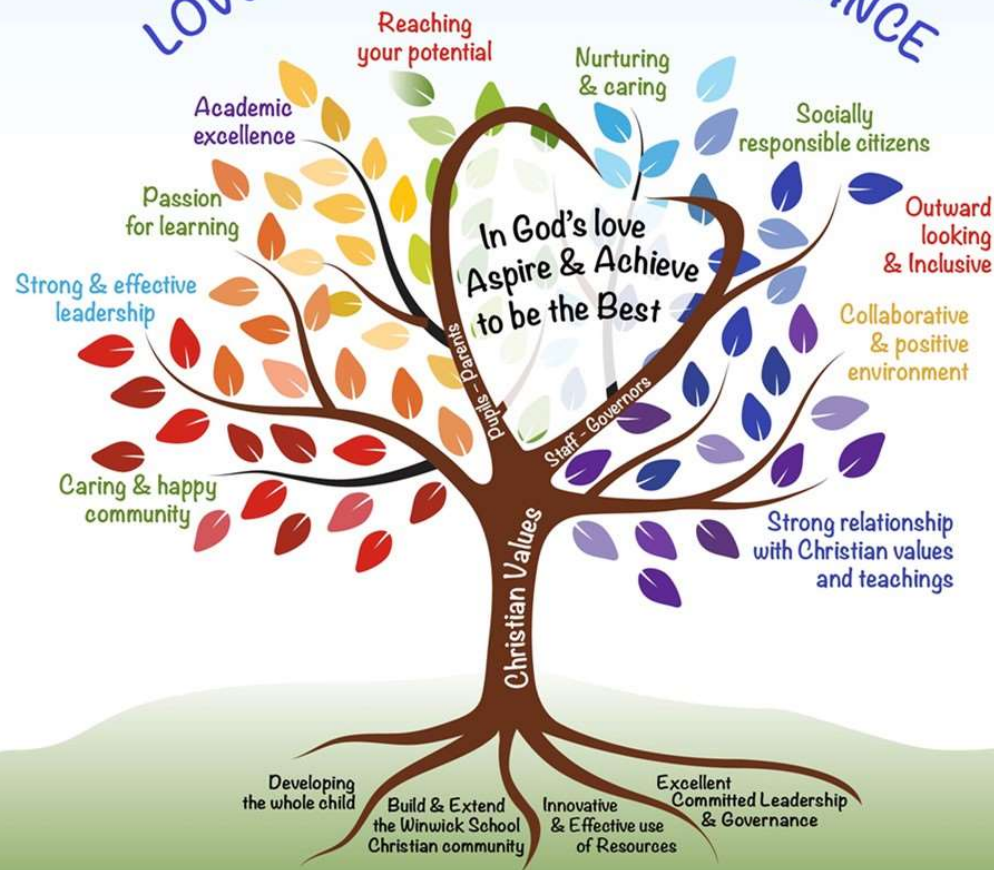 Reaching
your potential
Nurturing
& caring
Academic
excellence
Socially
responsible citizens
Passion
for learning
Outward
looking
& Inclusive
In God's love
Aspire & Achieve
to be the Best
Strong & effective
leadership
Collaborative
& positive
environment
Pupils - Parents
Staff - Governors
Caring & happy
community
Strong relationship
with Christian values
and teachings
Christian Values
Developing
the whole child
Build & Extend
the Winwick School
Christian community
Innovative
& Effective use
of Resources
Excellent
Committed Leadership
& Governance